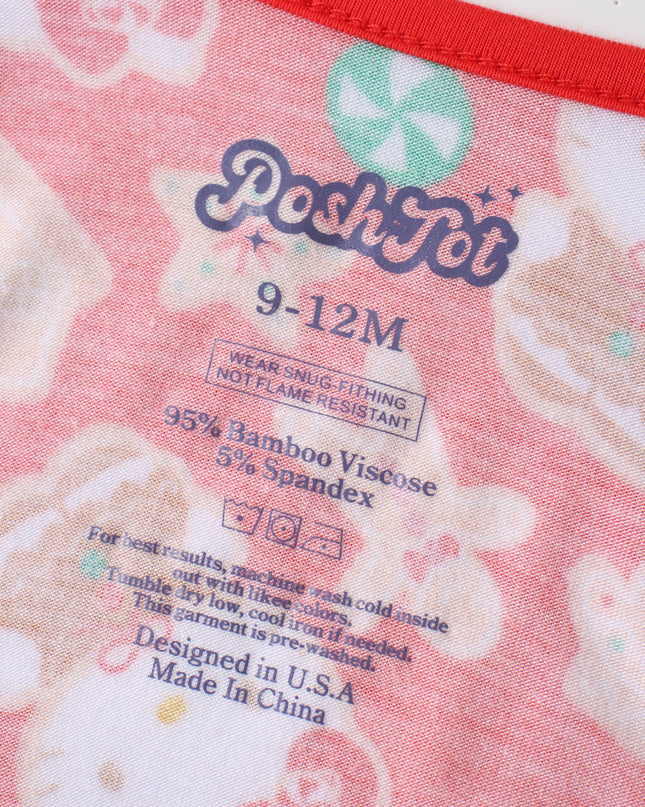 PoshTot
9-12M
WEAR SNUG-FITHING
NOT FLAME RESISTANT
95% Bamboo Viscose
5% Spandex
For best results, machine wash cold inside
out with likee colors.
Tumble dry low, cool iron if needed.
This garment is pre-washed.
Designed in U.S.A
Made In China